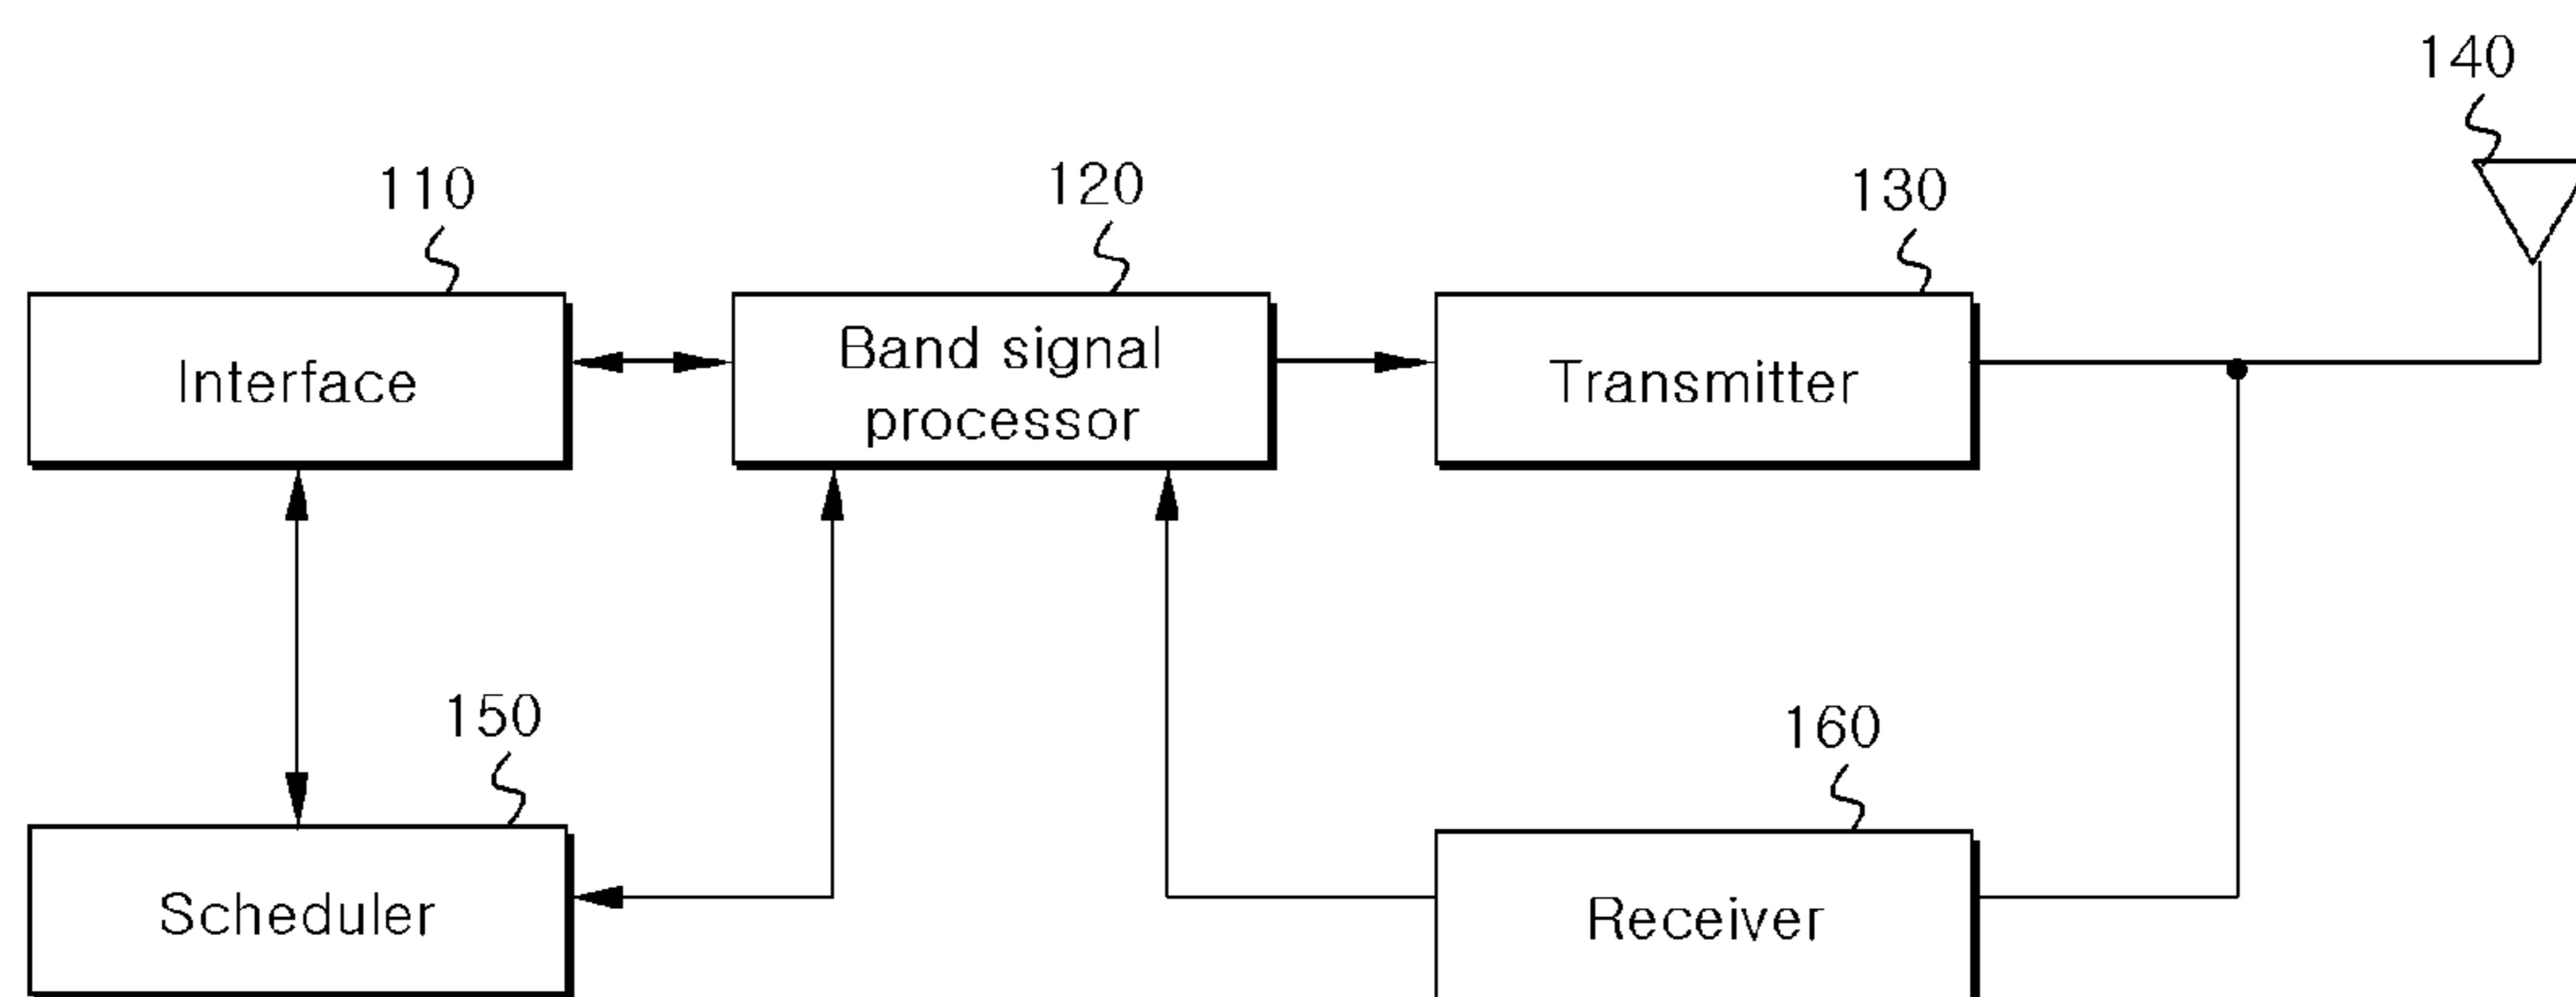 140
110
120
130
Interface
Band signal
processor
Transmitter
150
160
Scheduler
Receiver